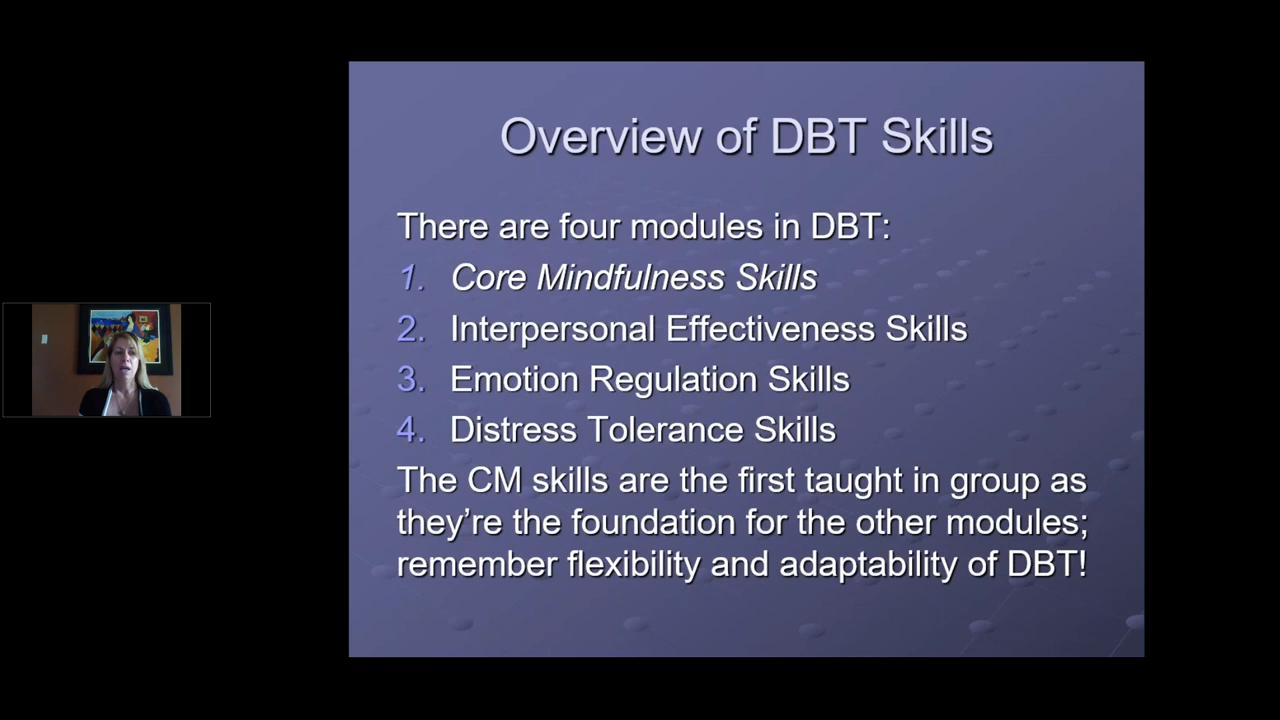 Overview of DBT Skills
There are four modules in DBT:
1. Core Mindfulness Skills
2. Interpersonal Effectiveness Skills
3. Emotion Regulation Skills
4. Distress Tolerance Skills
The CM skills are the first taught in group as
they’re the foundation for the other modules;
remember flexibility and adaptability of DBT!